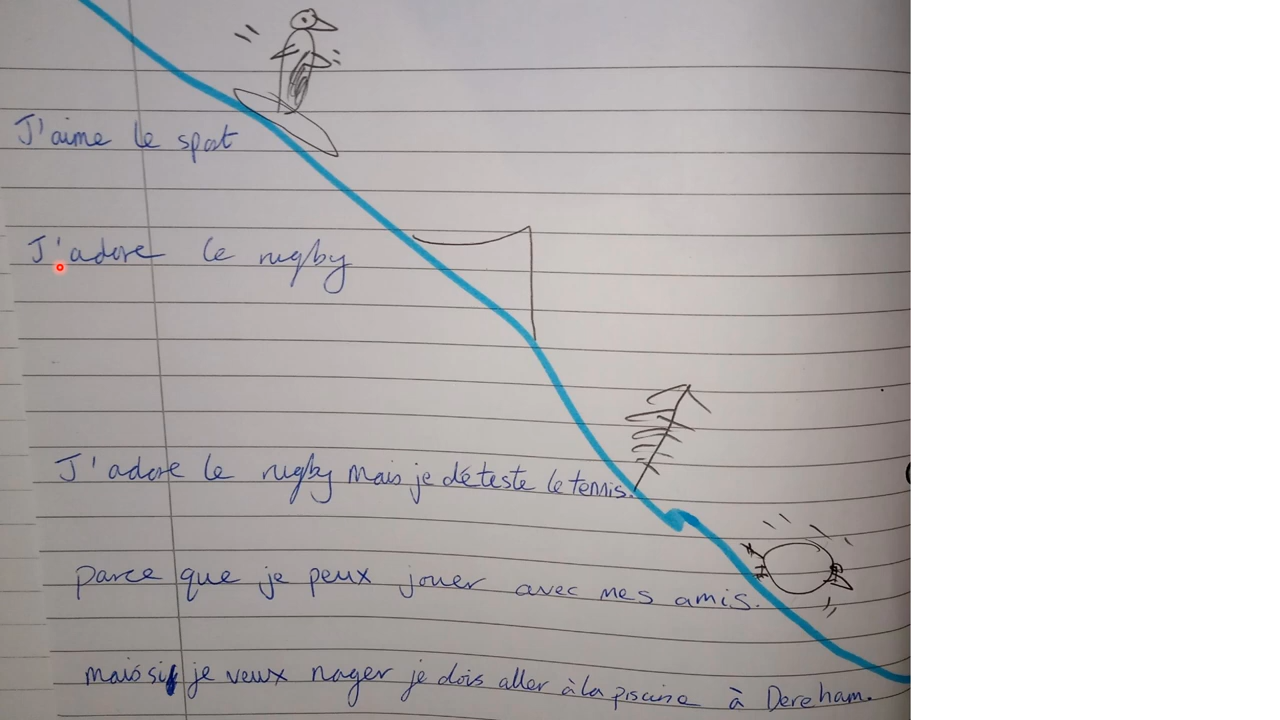 J'aime le sport
J'adore le rugby
J'adore le rugby mais je déteste le tennis.
parce que je peux jouer avec mes amis.
mais si je veux nager je dois aller à la piscine à Dereham.